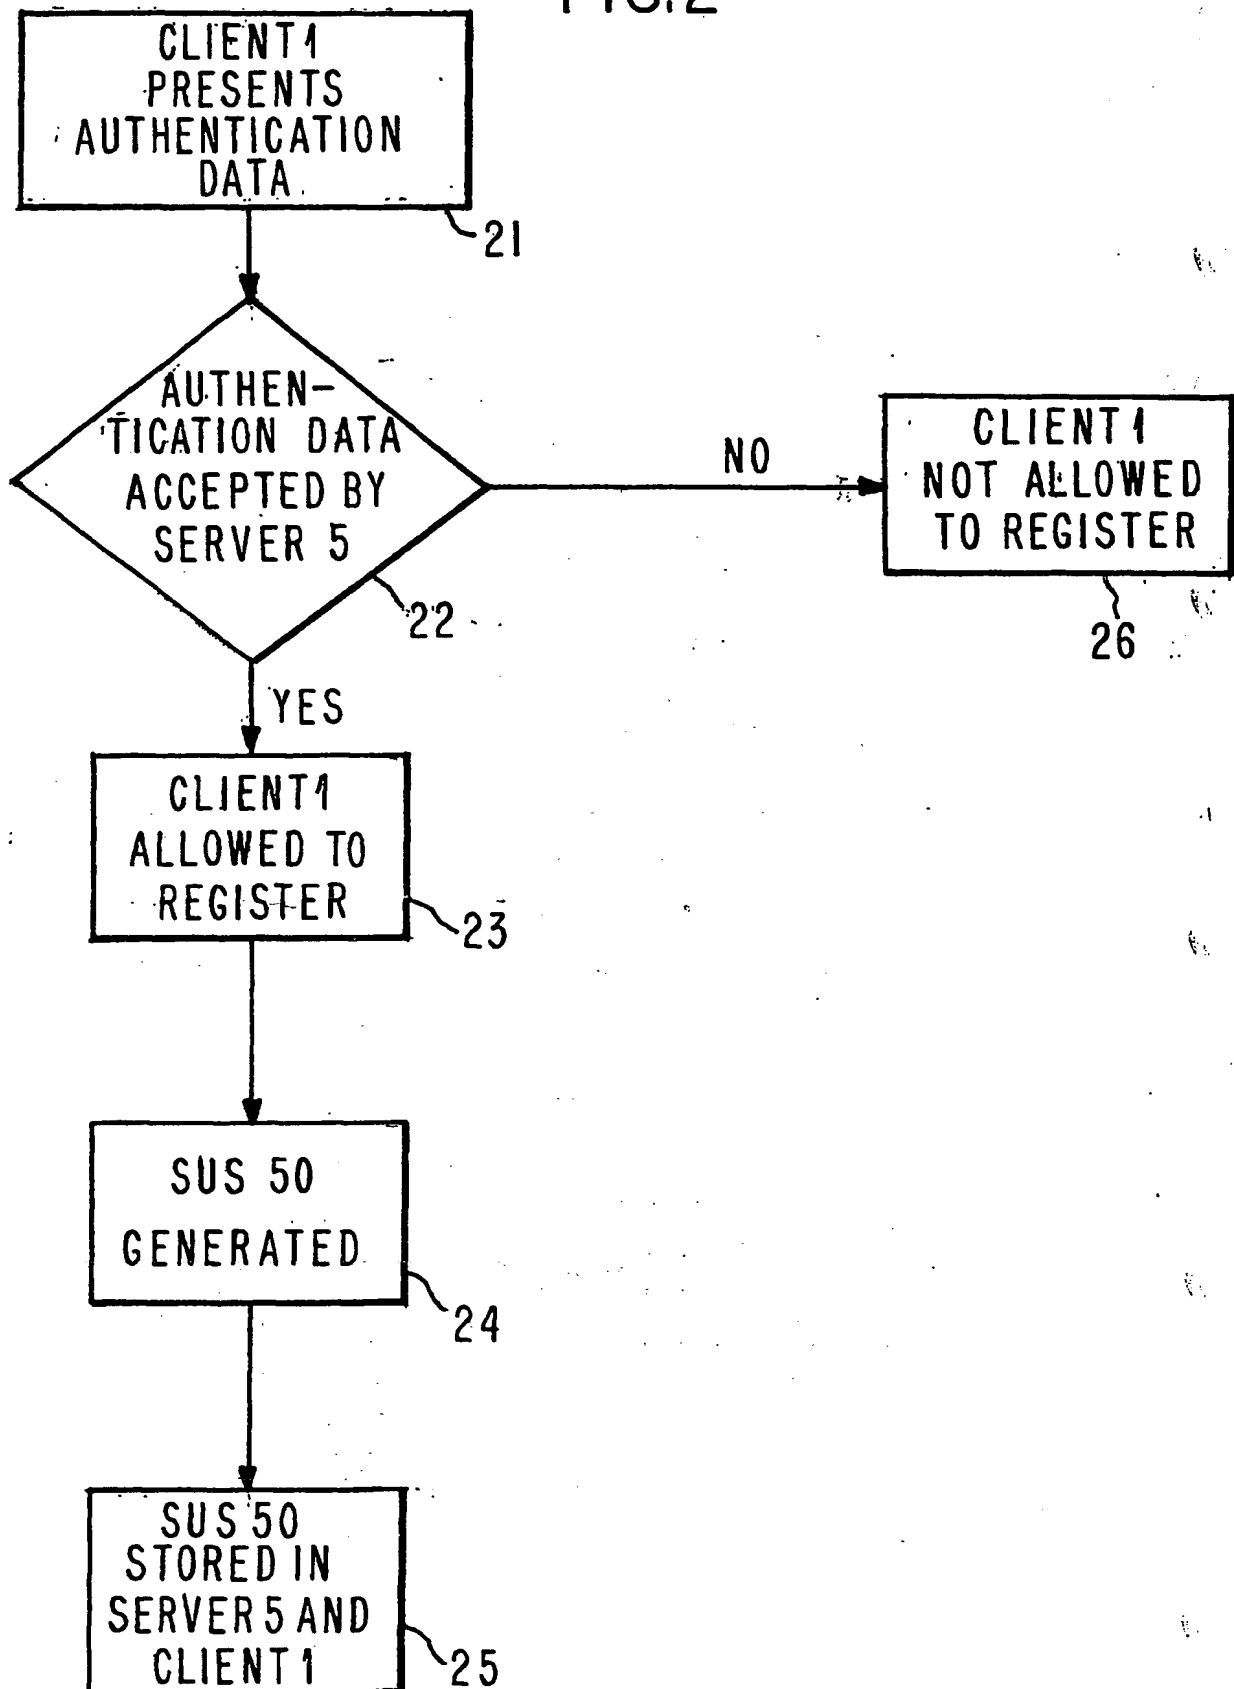 FIG.2
CLIENT 1
PRESENTS
AUTHENTICATION
DATA
21
AUTHEN-
TICATION DATA
ACCEPTED BY
SERVER 5
22
NO
CLIENT 1
NOT ALLOWED
TO REGISTER
26
YES
CLIENT 1
ALLOWED TO
REGISTER
23
SUS 50
GENERATED
24
SUS 50
STORED IN
SERVER 5 AND
CLIENT 1
25